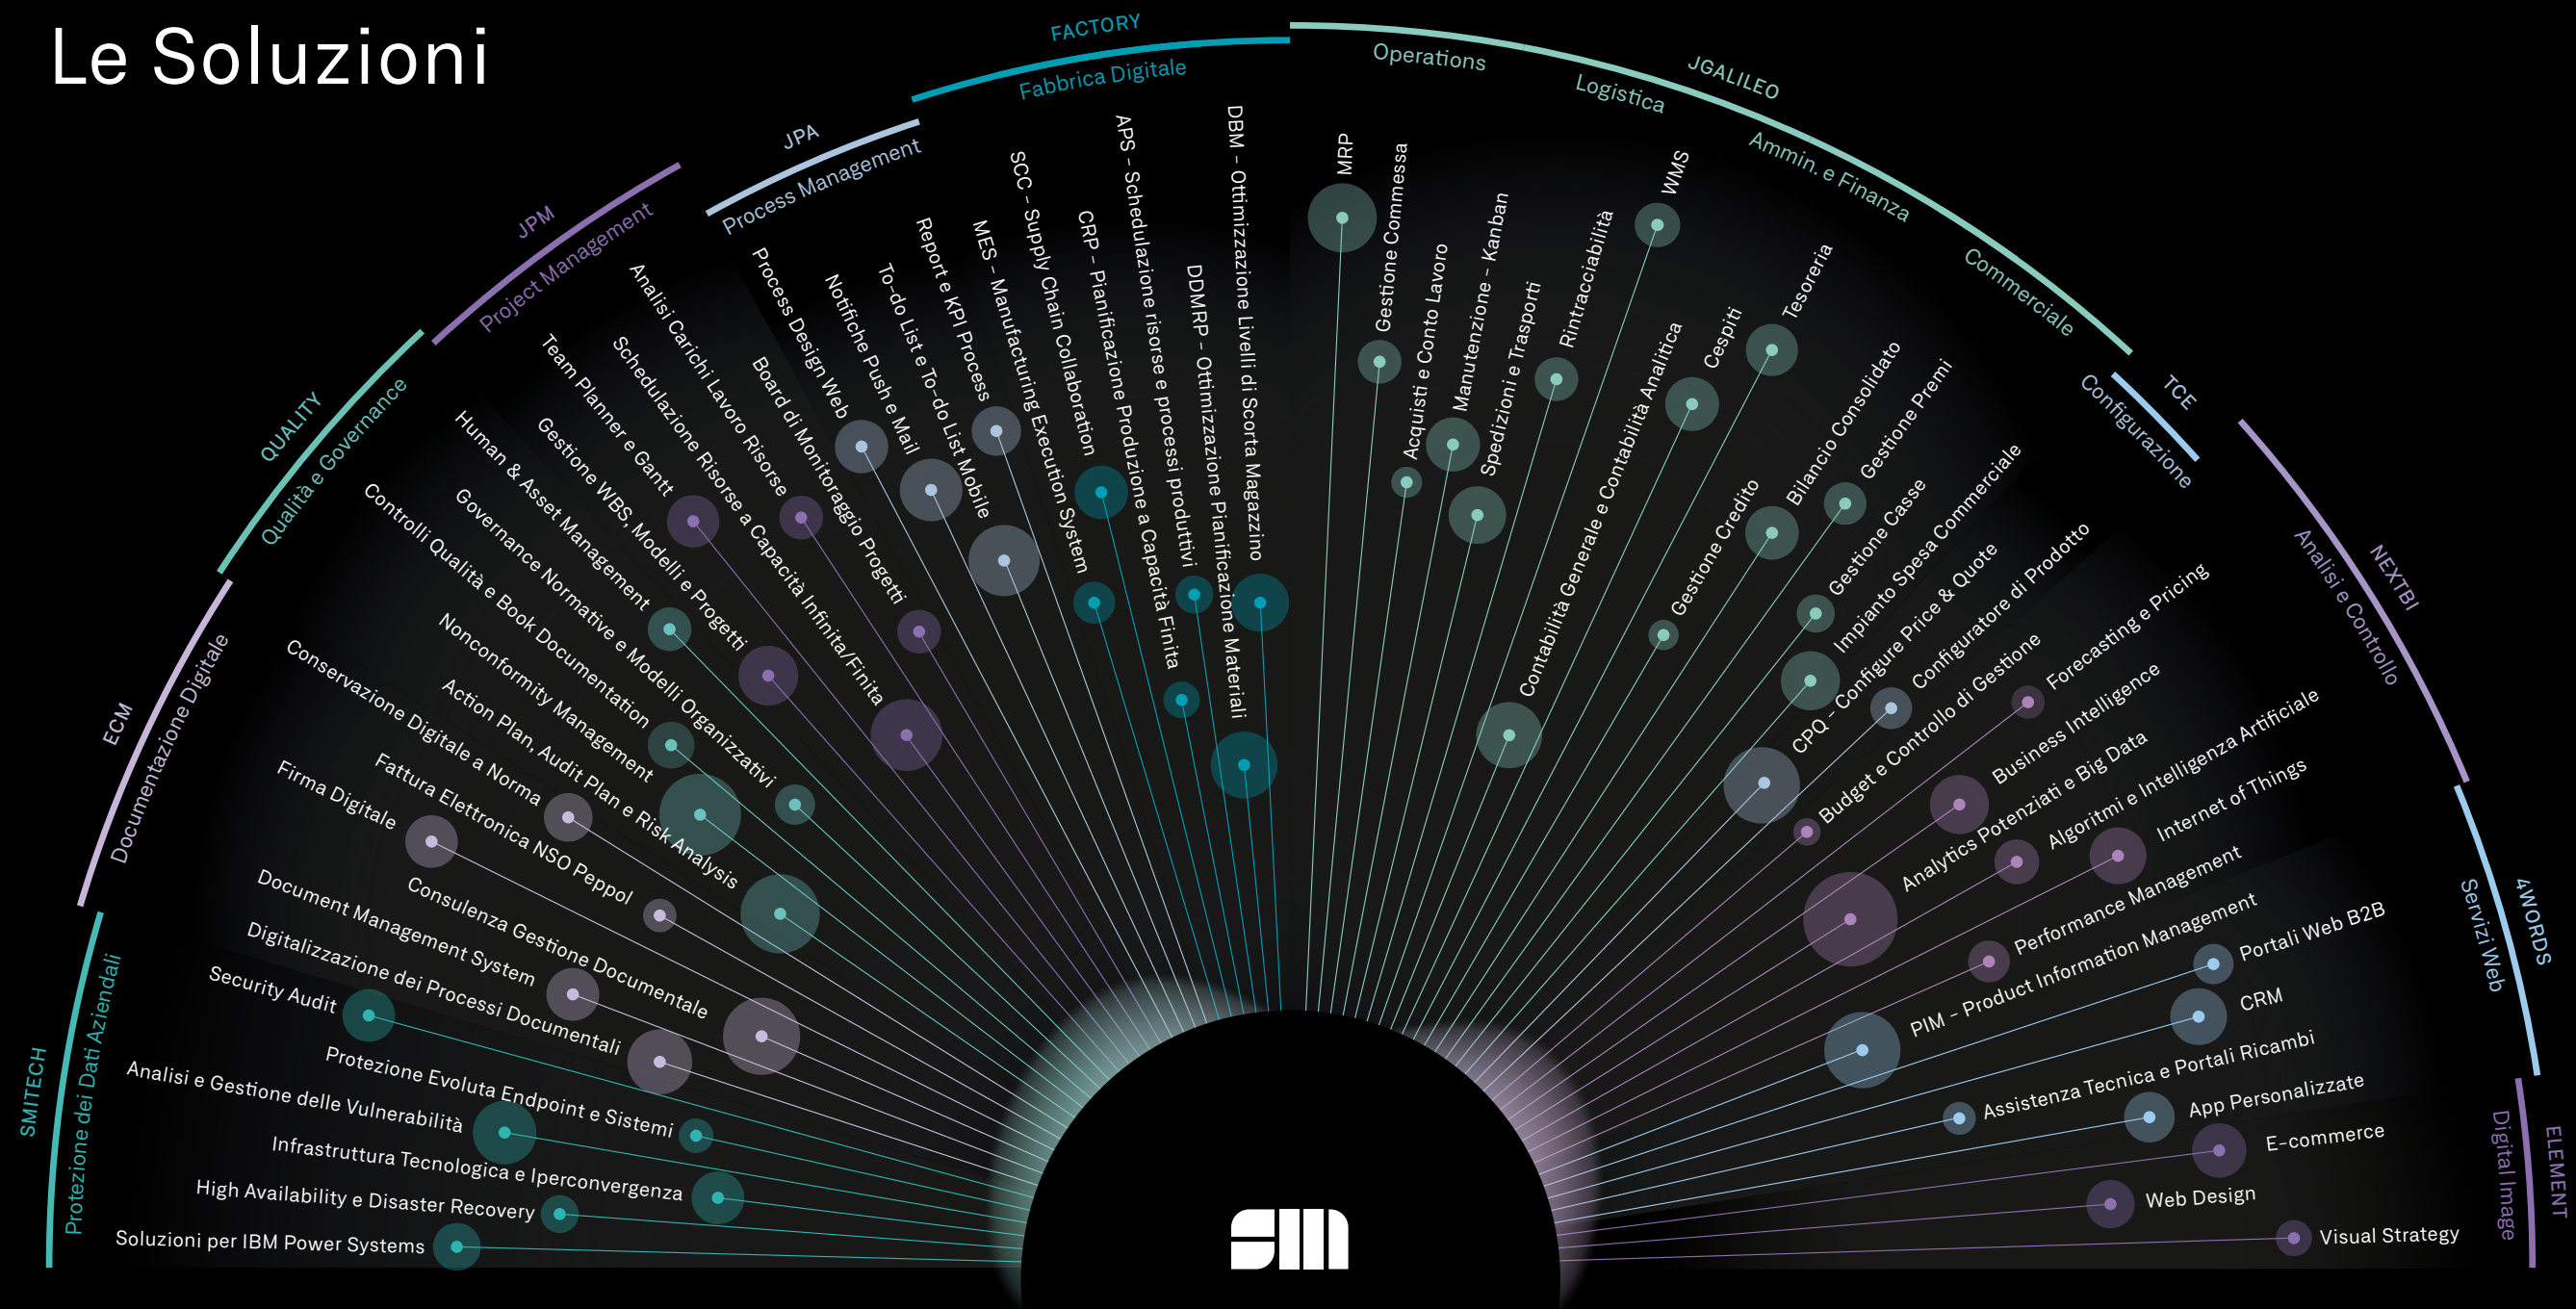 Le Soluzioni
SMITECH
Protezione dei Dati Aziendali
Soluzioni per IBM Power Systems
High Availability e Disaster Recovery
Infrastruttura Tecnologica e Iperconvergenza
Analisi e Gestione delle Vulnerabilità
Protezione Evoluta Endpoint e Sistemi
Security Audit
ECM
Documentazione Digitale
Digitalizzazione dei Processi Documentali
Document Management System
Consulenza Gestione Documentale
Fattura Elettronica NSO Peppol
Firma Digitale
Conservazione Digitale a Norma
QUALITY
Qualità e Governance
Action Plan, Audit Plan e Risk Analysis
Nonconformity Management
Controlli Qualità e Book Documentation
Governance Normative e Modelli Organizzativi
Human & Asset Management
JPM
Project Management
Gestione WBS, Modelli e Progetti
Team Planner e Gantt
Schedulazione Risorse a Capacità Infinita/Finita
Analisi Carichi Lavoro Risorse
Board di Monitoraggio Progetti
JPA
Process Management
Process Design Web
Notifiche Push e Mail
To-do List e To-do List Mobile
Report e KPI Process
FACTORY
Fabbrica Digitale
MES - Manufacturing Execution System
SCC - Supply Chain Collaboration
CRP - Pianificazione Produzione a Capacità Finita
APS - Schedulazione risorse e processi produttivi
DDMRP - Ottimizzazione Pianificazione Materiali
DBM - Ottimizzazione Livelli di Scorta Magazzino
JGALILEO
Operations
MRP
Gestione Commessa
Acquisti e Conto Lavoro
Manutenzione - Kanban
Logistica
Spedizioni e Trasporti
Rintracciabilità
WMS
Ammin. e Finanza
Contabilità Generale e Contabilità Analitica
Cespiti
Tesoreria
Gestione Credito
Bilancio Consolidato
Commerciale
Gestione Premi
Gestione Casse
Impianto Spesa Commerciale
TCE
Configurazione
CPQ - Configure Price & Quote
Configuratore di Prodotto
NEXTBI
Analisi e Controllo
Budget e Controllo di Gestione
Forecasting e Pricing
Business Intelligence
Analytics Potenziati e Big Data
Algoritmi e Intelligenza Artificiale
Internet of Things
Performance Management
4WORDS
Servizi Web
PIM - Product Information Management
Portali Web B2B
CRM
Assistenza Tecnica e Portali Ricambi
App Personalizzate
ELEMENT
Digital Image
E-commerce
Web Design
Visual Strategy
sm